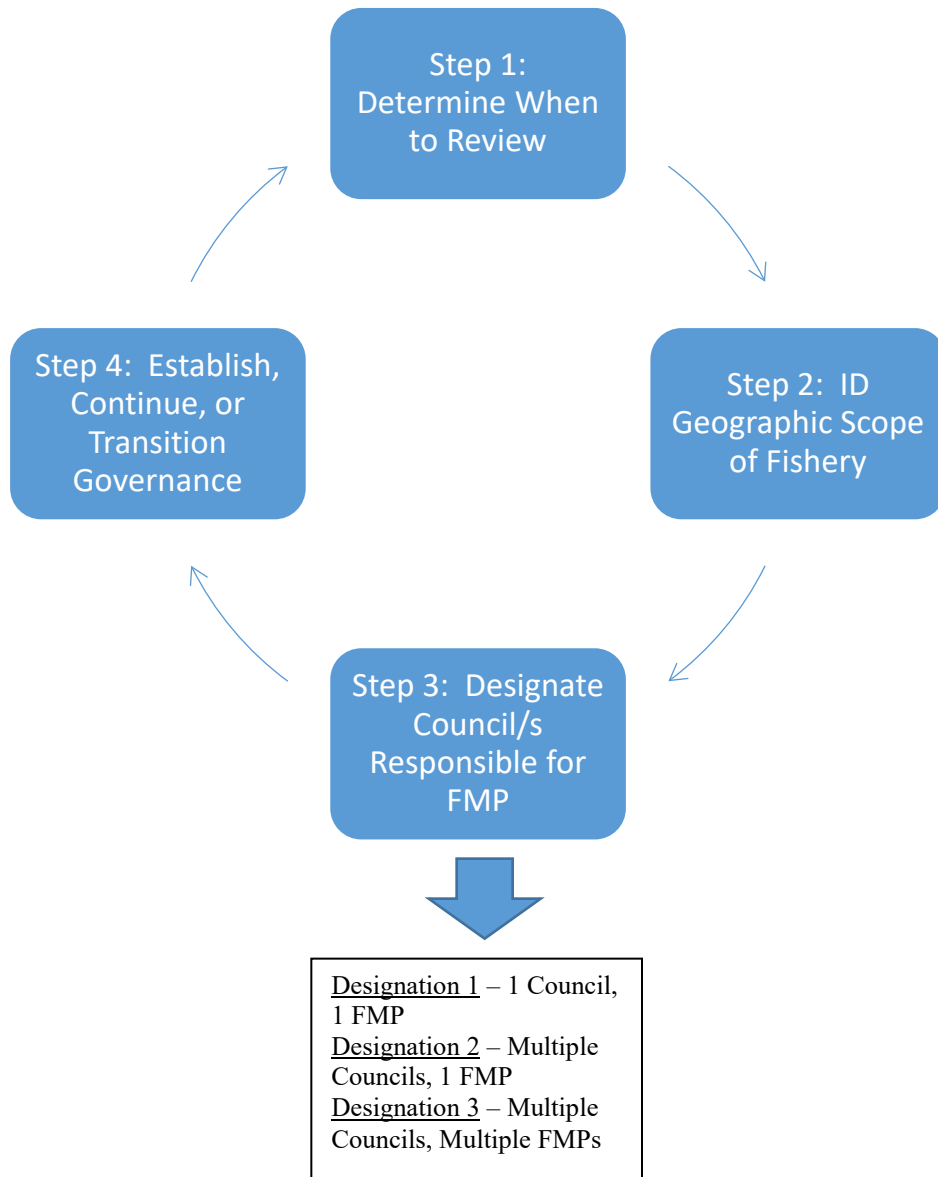 Step 1:
Determine When
to Review
Step 2:  ID
Geographic Scope
of Fishery
Step 3:  Designate
Council/s
Responsible for
FMP
Step 4:  Establish,
Continue, or
Transition
Governance
Designation 1 – 1 Council,
1 FMP
Designation 2 – Multiple
Councils, 1 FMP
Designation 3 – Multiple
Councils, Multiple FMPs